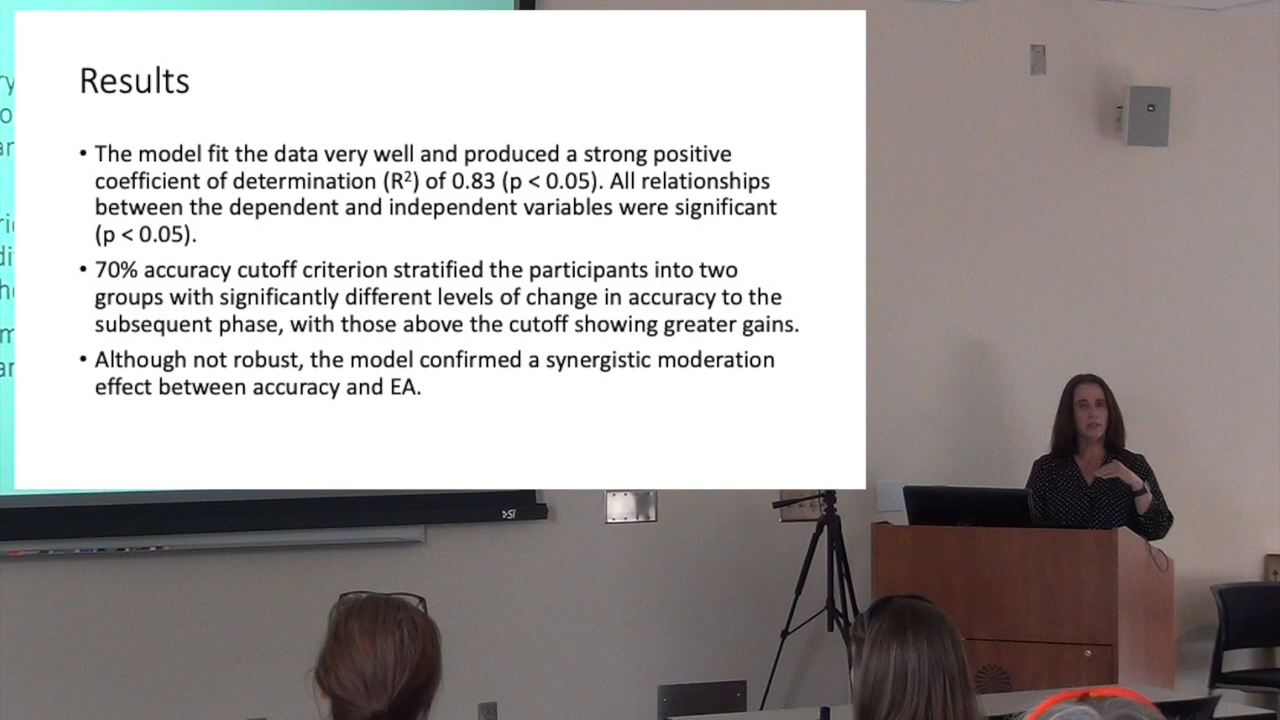 Results
• The model fit the data very well and produced a strong positive
coefficient of determination (R²) of 0.83 (p < 0.05). All relationships
between the dependent and independent variables were significant
(p < 0.05).
• 70% accuracy cutoff criterion stratified the participants into two
groups with significantly different levels of change in accuracy to the
subsequent phase, with those above the cutoff showing greater gains.
• Although not robust, the model confirmed a synergistic moderation
effect between accuracy and EA.